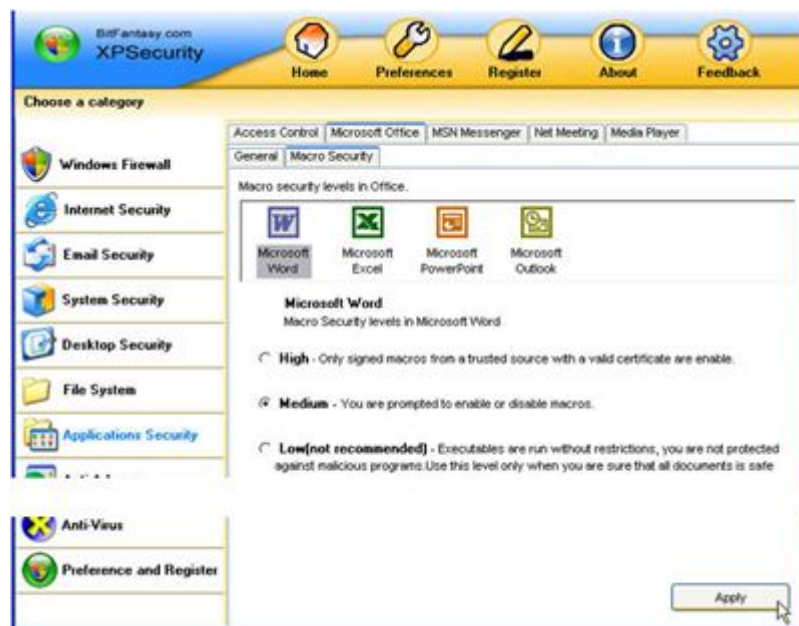 BitFantasy.com
XPSecurity
Home
Preferences
Register
About
Feedback
Choose a category
Access Control
Microsoft Office
MSN Messenger
Net Meeting
Media Player
General
Macro Security
Windows Firewall
Internet Security
Email Security
System Security
Desktop Security
File System
Applications Security
Anti-Virus
Preference and Register
Macro security levels in Office.
Microsoft
Word
Microsoft
Excel
Microsoft
PowerPoint
Microsoft
Outlook
Microsoft Word
Macro Security levels in Microsoft Word
High - Only signed macros from a trusted source with a valid certificate are enable.
Medium - You are prompted to enable or disable macros.
Low(not recommended) - Executables are run without restrictions, you are not protected
against malicious programs.Use this level only when you are sure that all documents is safe
Apply